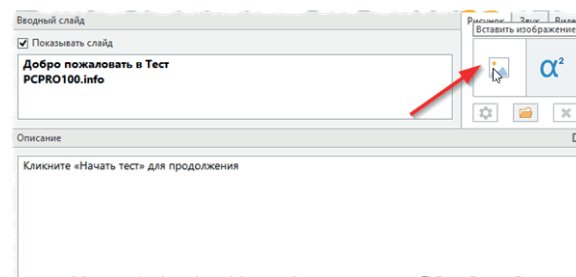 Вводный слайд
Рисунок Звук Виде
Вставить изображение
Показывать слайд
Добро пожаловать в Тест
PCPRO100.info
α²
Описание
Кликните «Начать тест» для продолжения